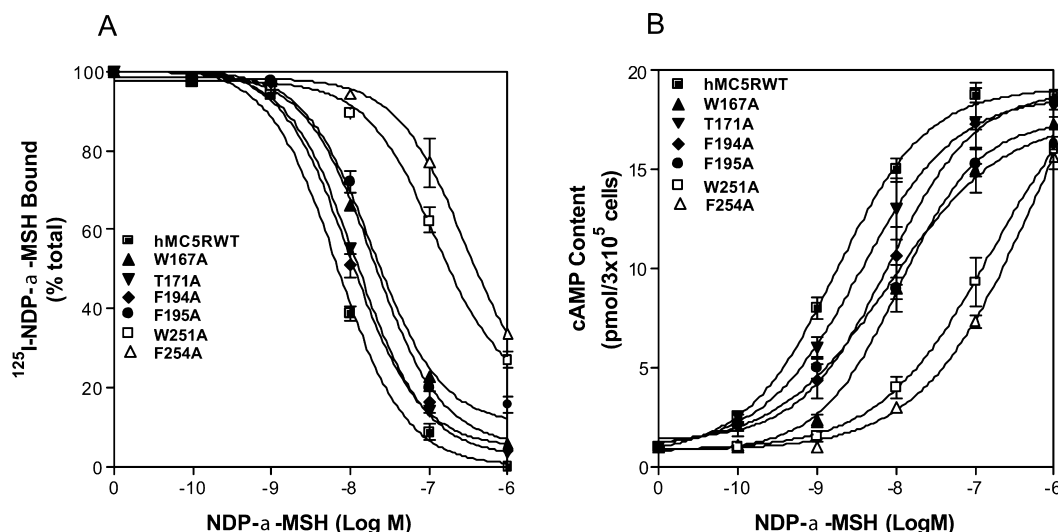 A
100
80
60
40
20
0
0 -10 -9 -8 -7 -6
¹²⁵I-NDP-a-MSH Bound
(% total)
NDP-a-MSH (Log M)
hMC5RWT
W167A
T171A
F194A
F195A
W251A
F254A
B
20
15
10
5
0
0 -10 -9 -8 -7 -6
cAMP Content
(pmol/3x10⁵ cells)
NDP-a-MSH (LogM)
hMC5RWT
W167A
T171A
F194A
F195A
W251A
F254A